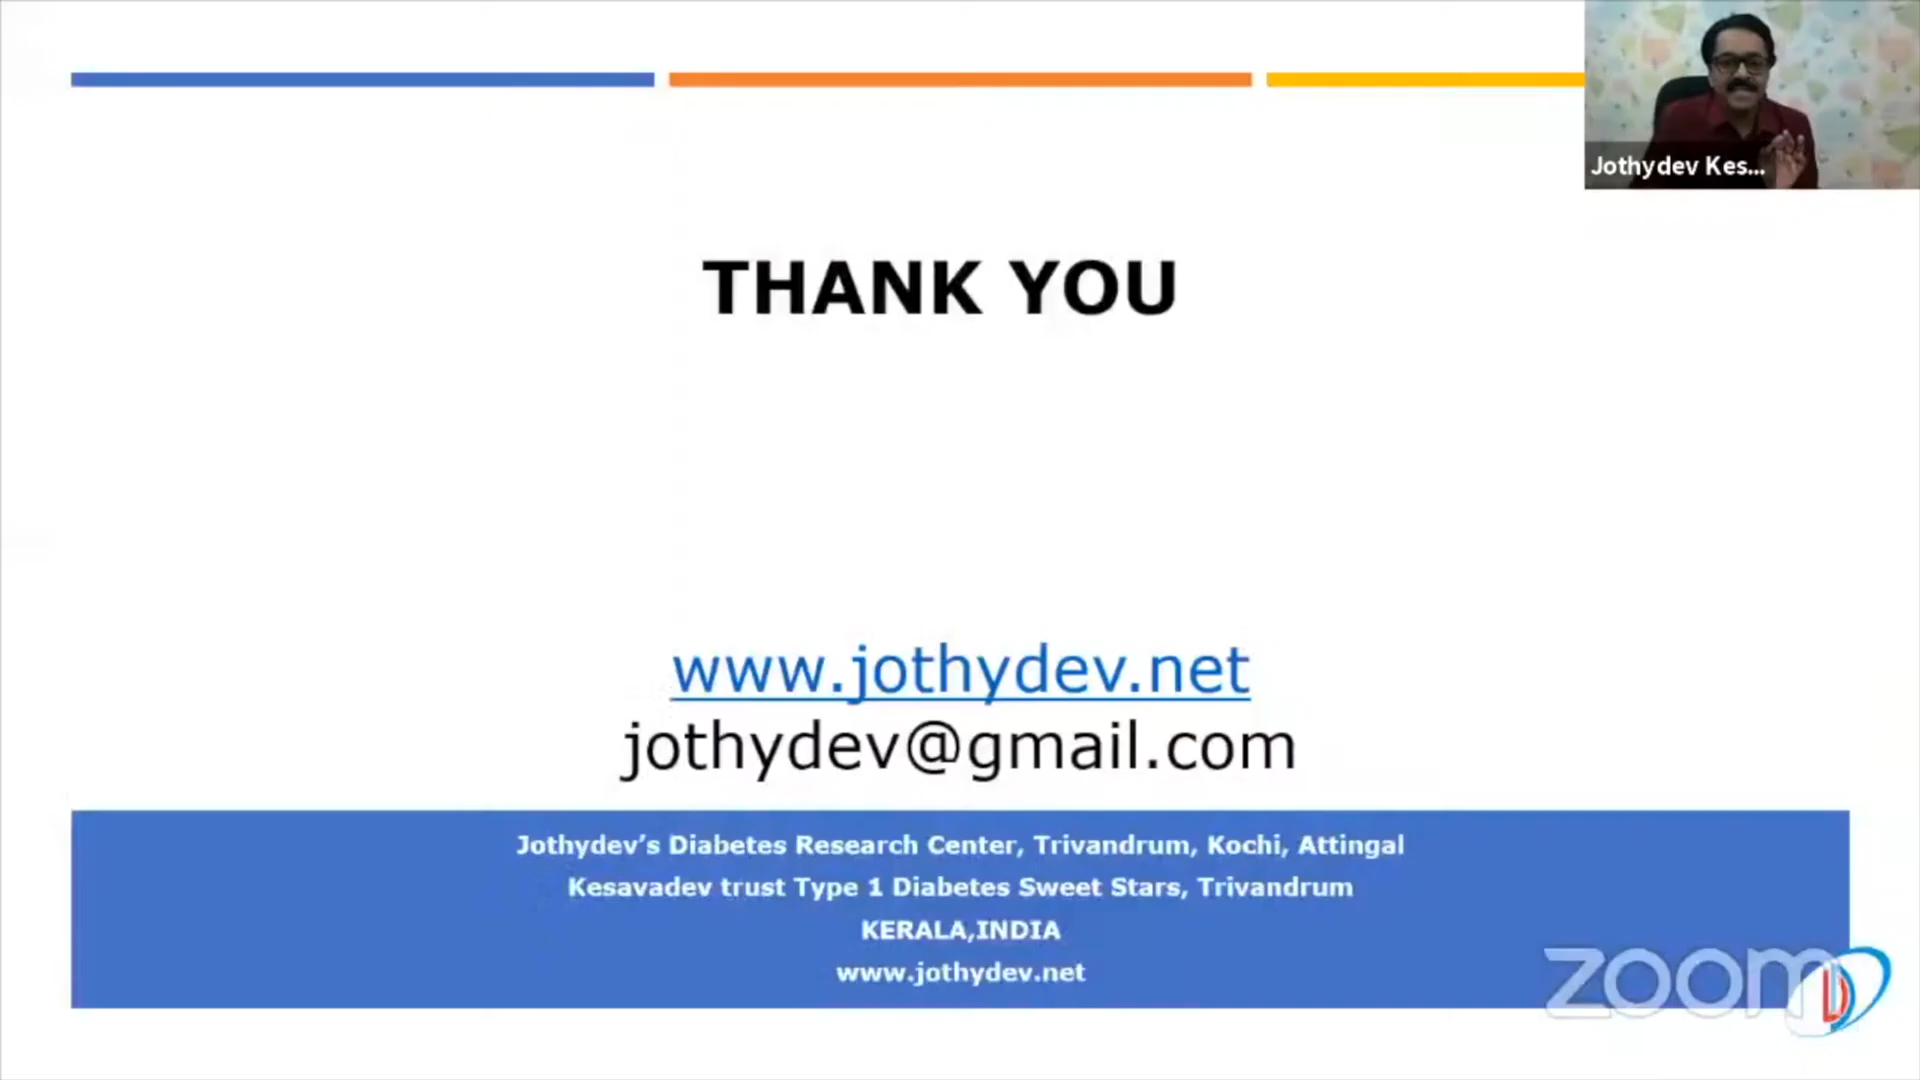 Jothydev Kes...
THANK YOU
www.jothydev.net
jothydev@gmail.com
Jothydev’s Diabetes Research Center, Trivandrum, Kochi, Attingal
Kesavadev trust Type 1 Diabetes Sweet Stars, Trivandrum
KERALA,INDIA
www.jothydev.net
zoom